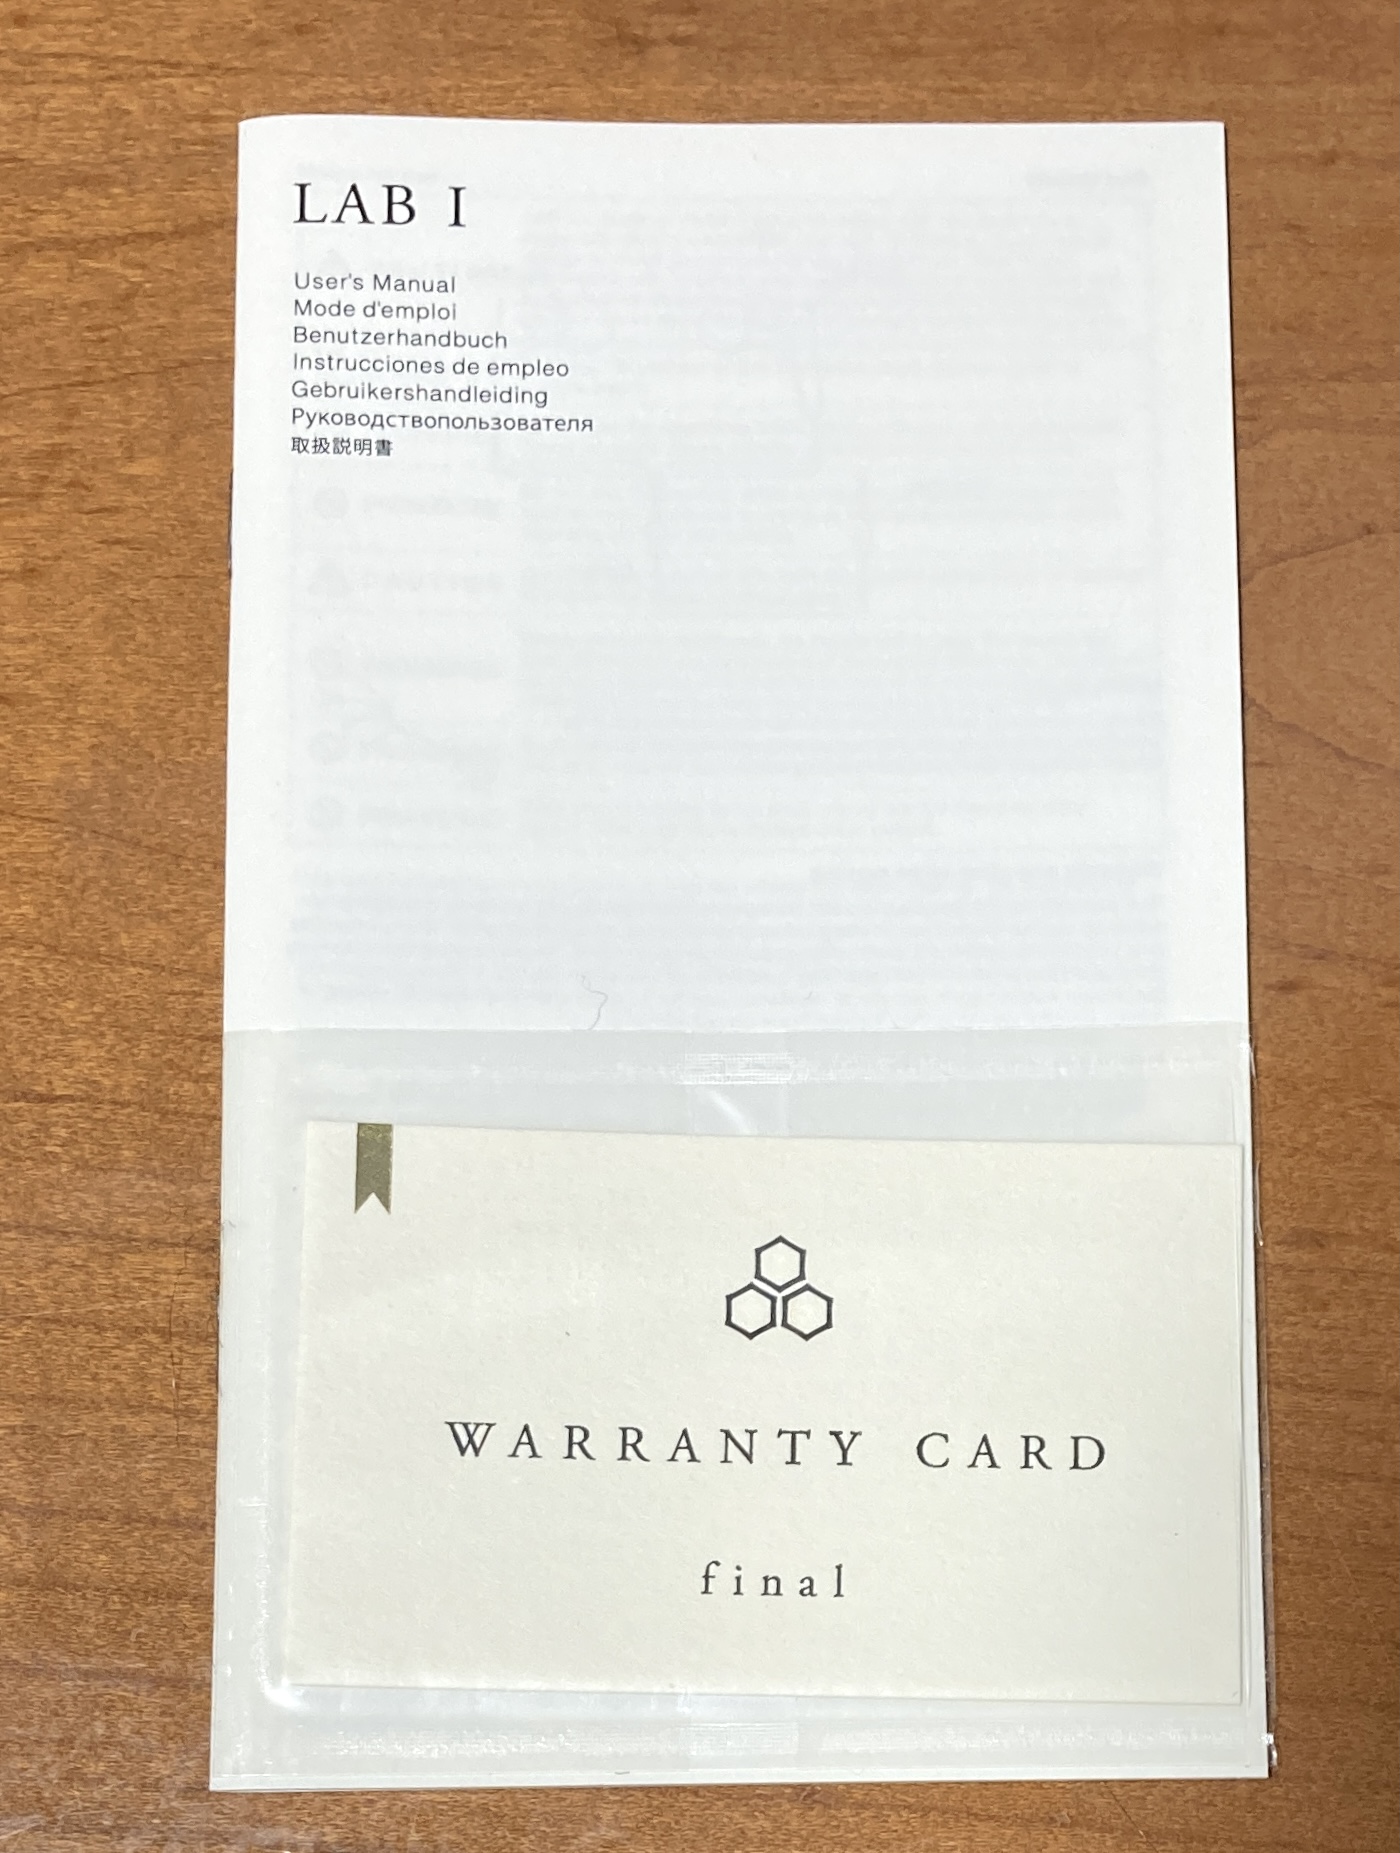 LAB I
User's Manual
Mode d'emploi
Benutzerhandbuch
Instrucciones de empleo
Gebruikershandleiding
Руководствопользователя
取扱説明書
WARRANTY CARD
final